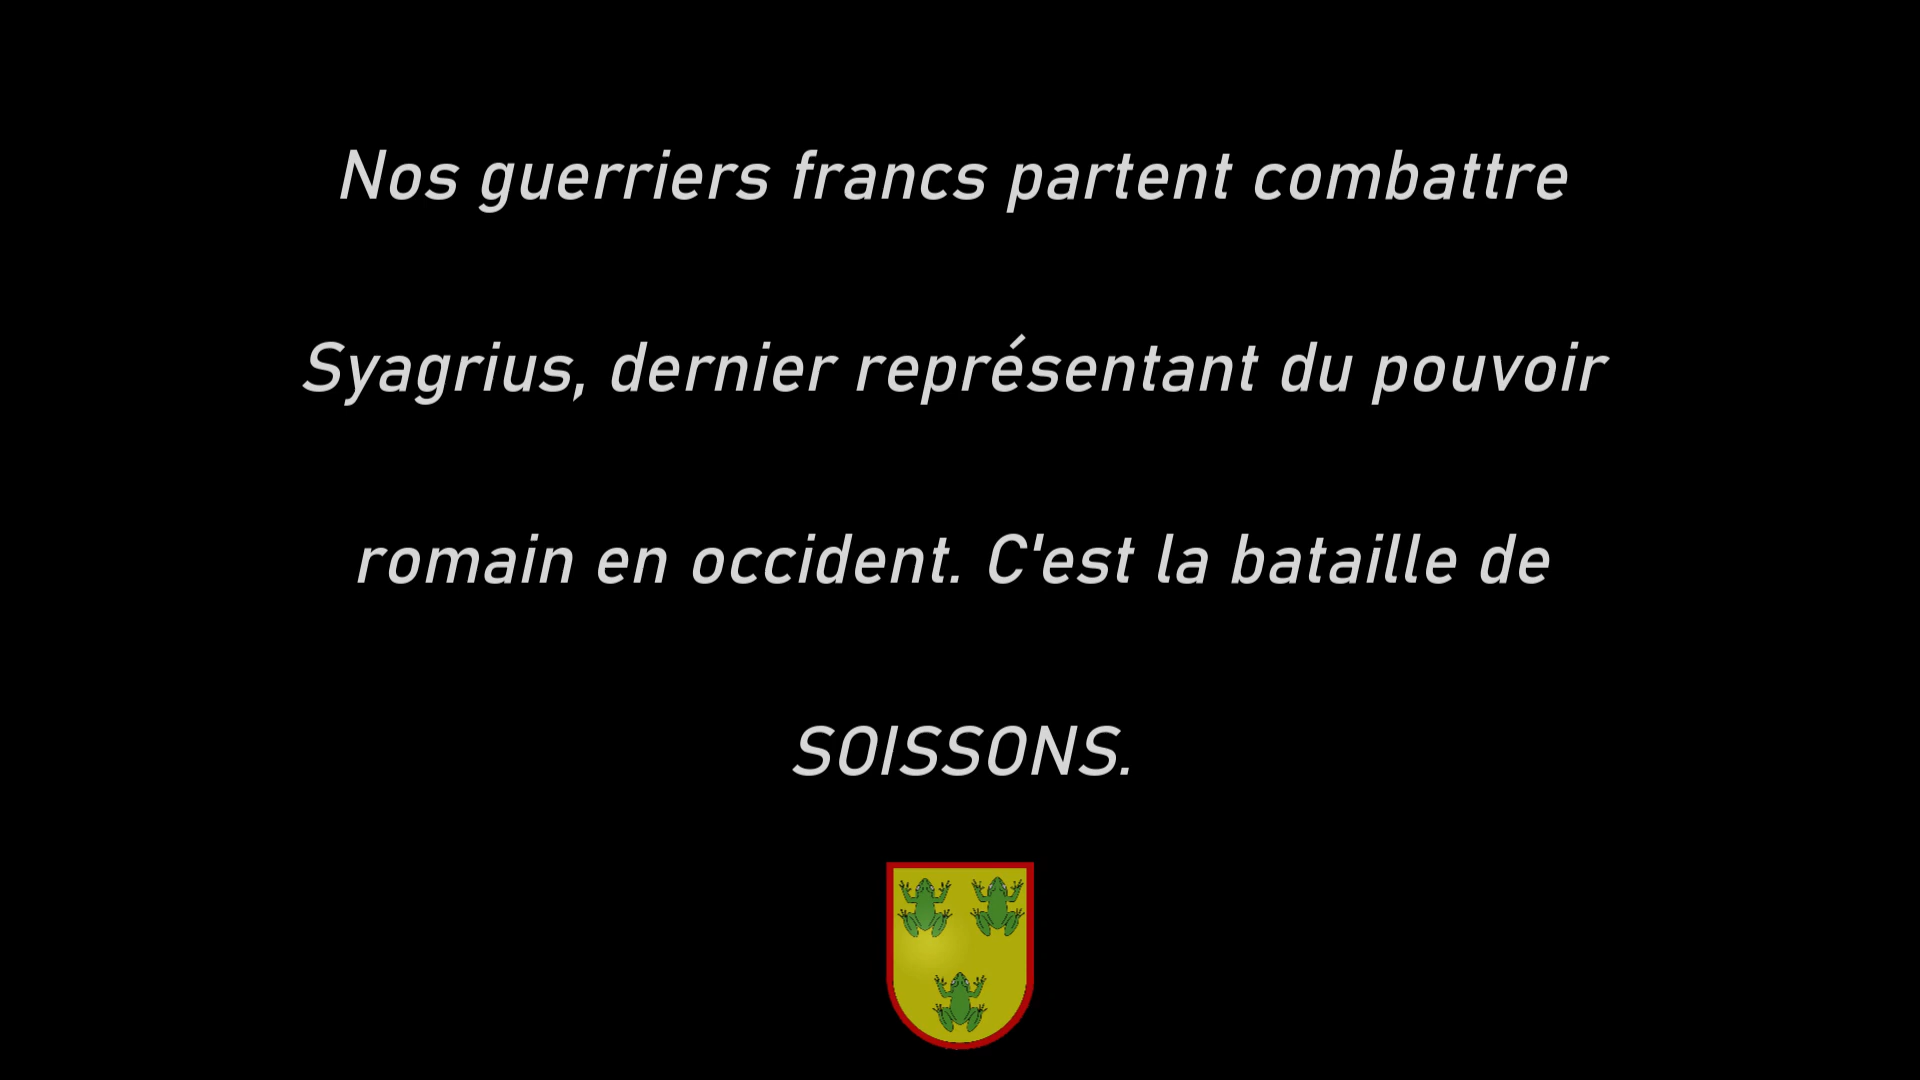 Nos guerriers francs partent combattre
Syagrius, dernier représentant du pouvoir
romain en occident. C'est la bataille de
SOISSONS.